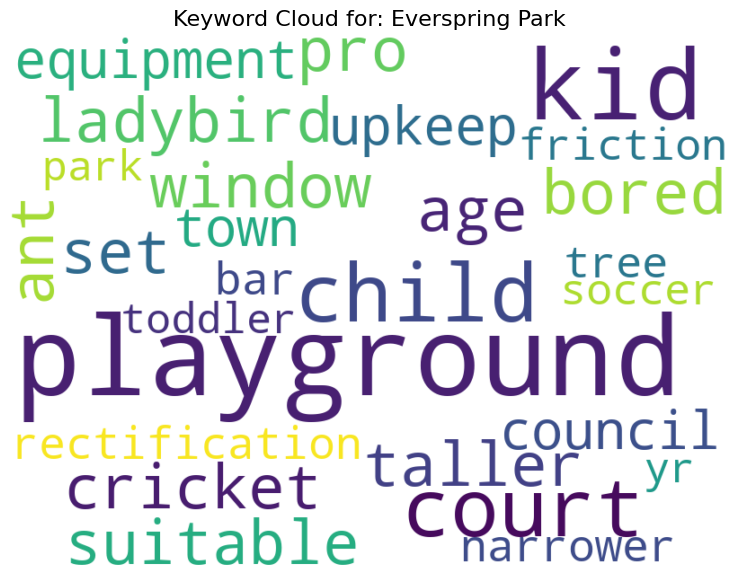 Keyword Cloud for: Everspring Park
equipment
pro
kid
ladybird
upkeep
friction
park
window
age
bored
ant
set
town
bar
child
tree
soccer
toddler
playground
rectification
council
cricket
taller
yr
court
suitable
narrower